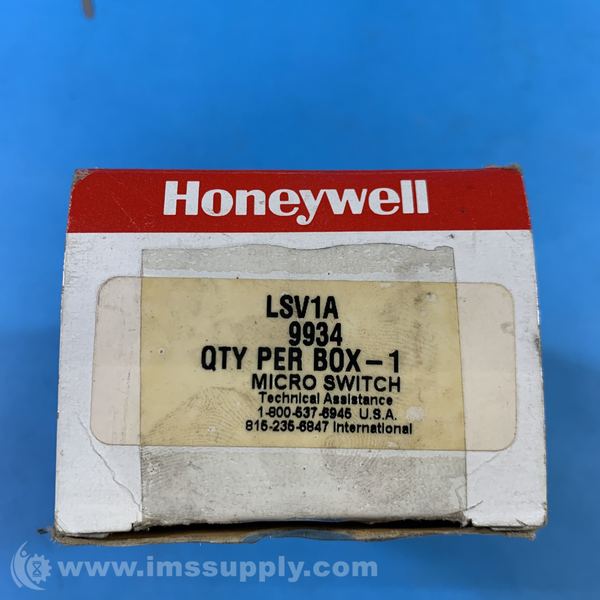 Honeywell
LSV1A
9934
QTY PER BOX-1
MICRO SWITCH
Technical Assistance
1-800-537-6945 U.S.A.
815-235-6847 International
www.imssupply.com